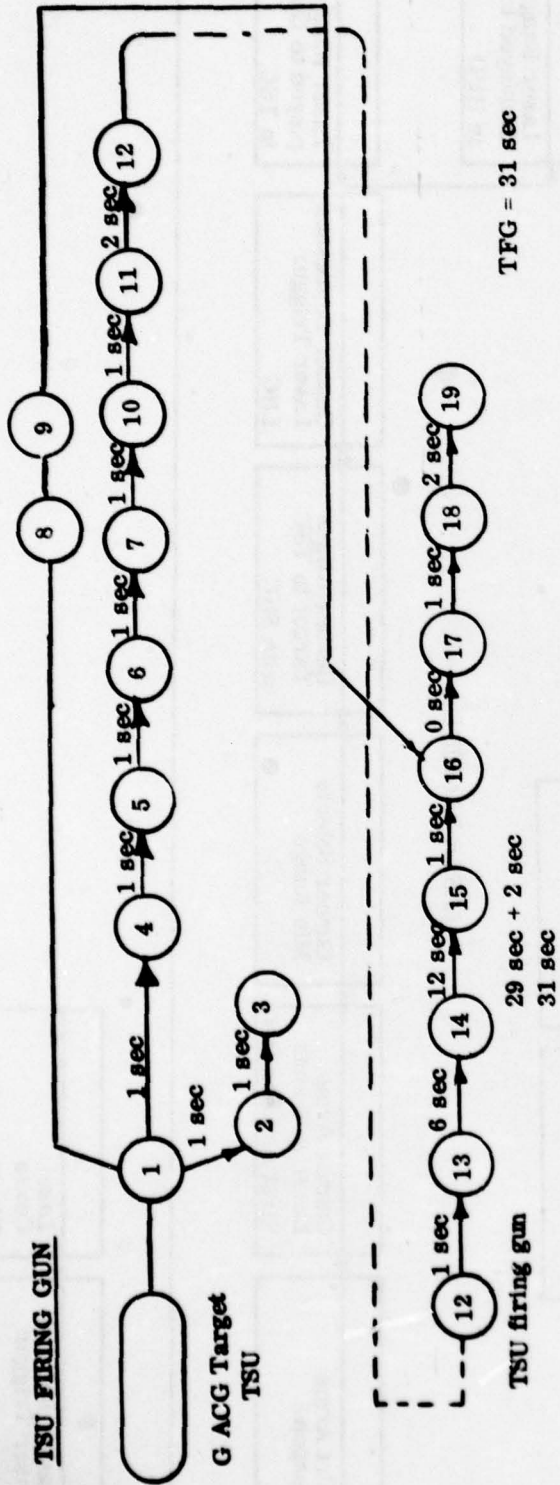 TSU FIRING GUN
8
9
1
1 sec
4
1 sec
5
1 sec
6
1 sec
7
1 sec
10
1 sec
11
2 sec
12
1 sec
2
1 sec
3
G ACG Target
TSU
12
1 sec
13
6 sec
14
12 sec
15
1 sec
16
0 sec
17
1 sec
18
2 sec
19
TSU firing gun
29 sec + 2 sec
31 sec
TFG = 31 sec